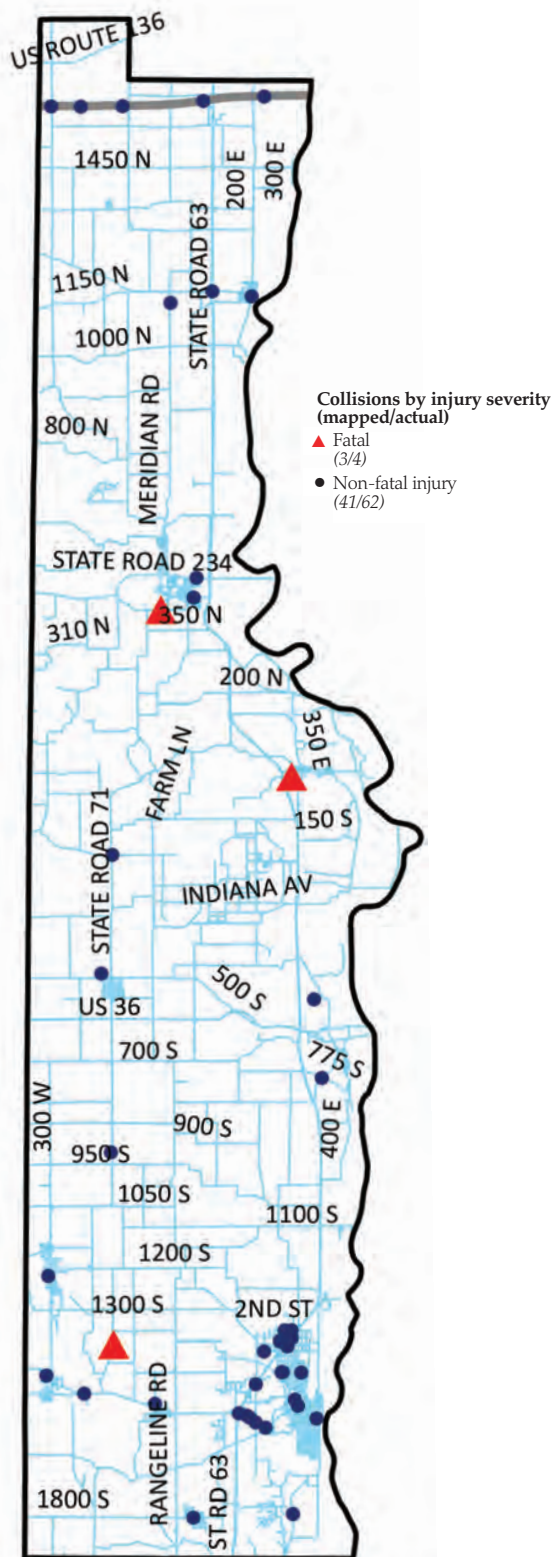 US ROUTE 136
1450 N
200 E
300 E
STATE ROAD 63
1150 N
1000 N
MERIDIAN RD
800 N
Collisions by injury severity
(mapped/actual)
Fatal
(3/4)
Non-fatal injury
(41/62)
STATE ROAD 234
350 N
310 N
200 N
350 E
FARM LN
150 S
STATE ROAD 71
INDIANA AV
500 S
US 36
700 S
775 S
300 W
900 S
400 E
950 S
1050 S
1100 S
1200 S
1300 S
2ND ST
RANGELINE RD
ST RD 63
1800 S